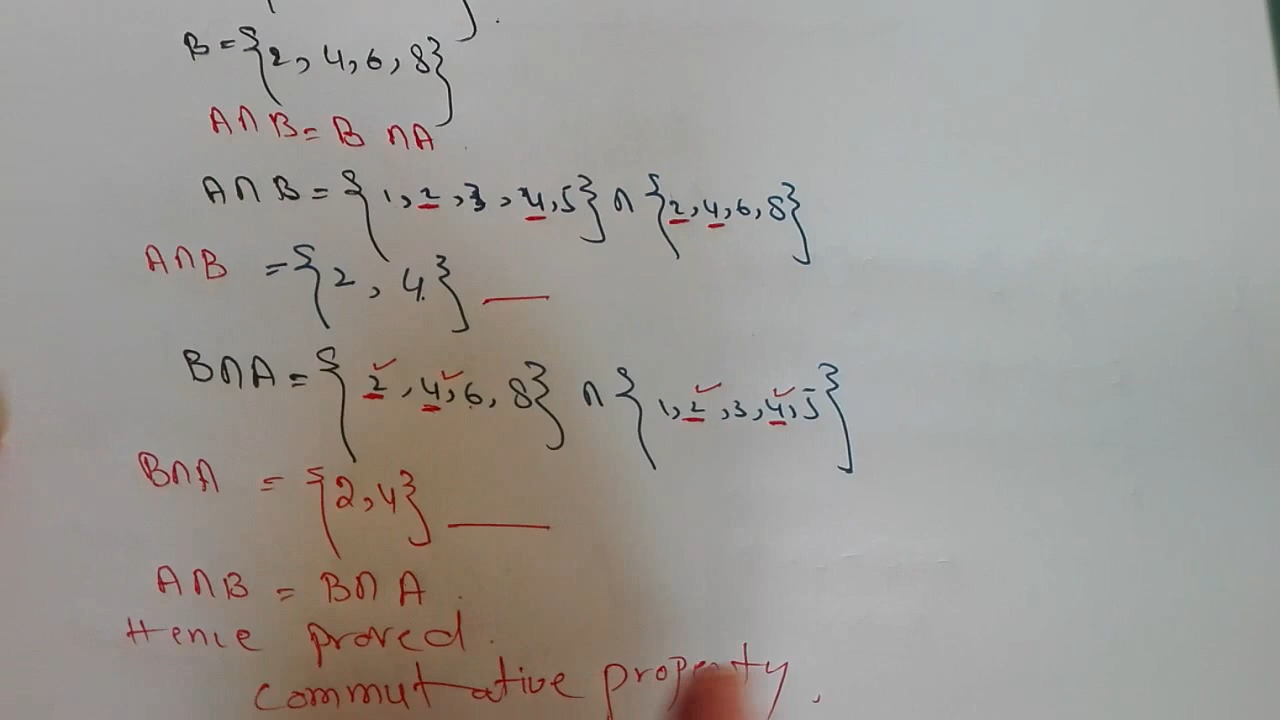 B = {2, 4, 6, 8}
A∩B = B ∩A
A∩B = {1, 2, 3, 4, 5} ∩ {2, 4, 6, 8}
A∩B = {2, 4}
B∩A = {2, 4, 6, 8} ∩ {1, 2, 3, 4, 5}
B∩A = {2, 4}
A∩B = B∩A
Hence proved.
Commutative property.